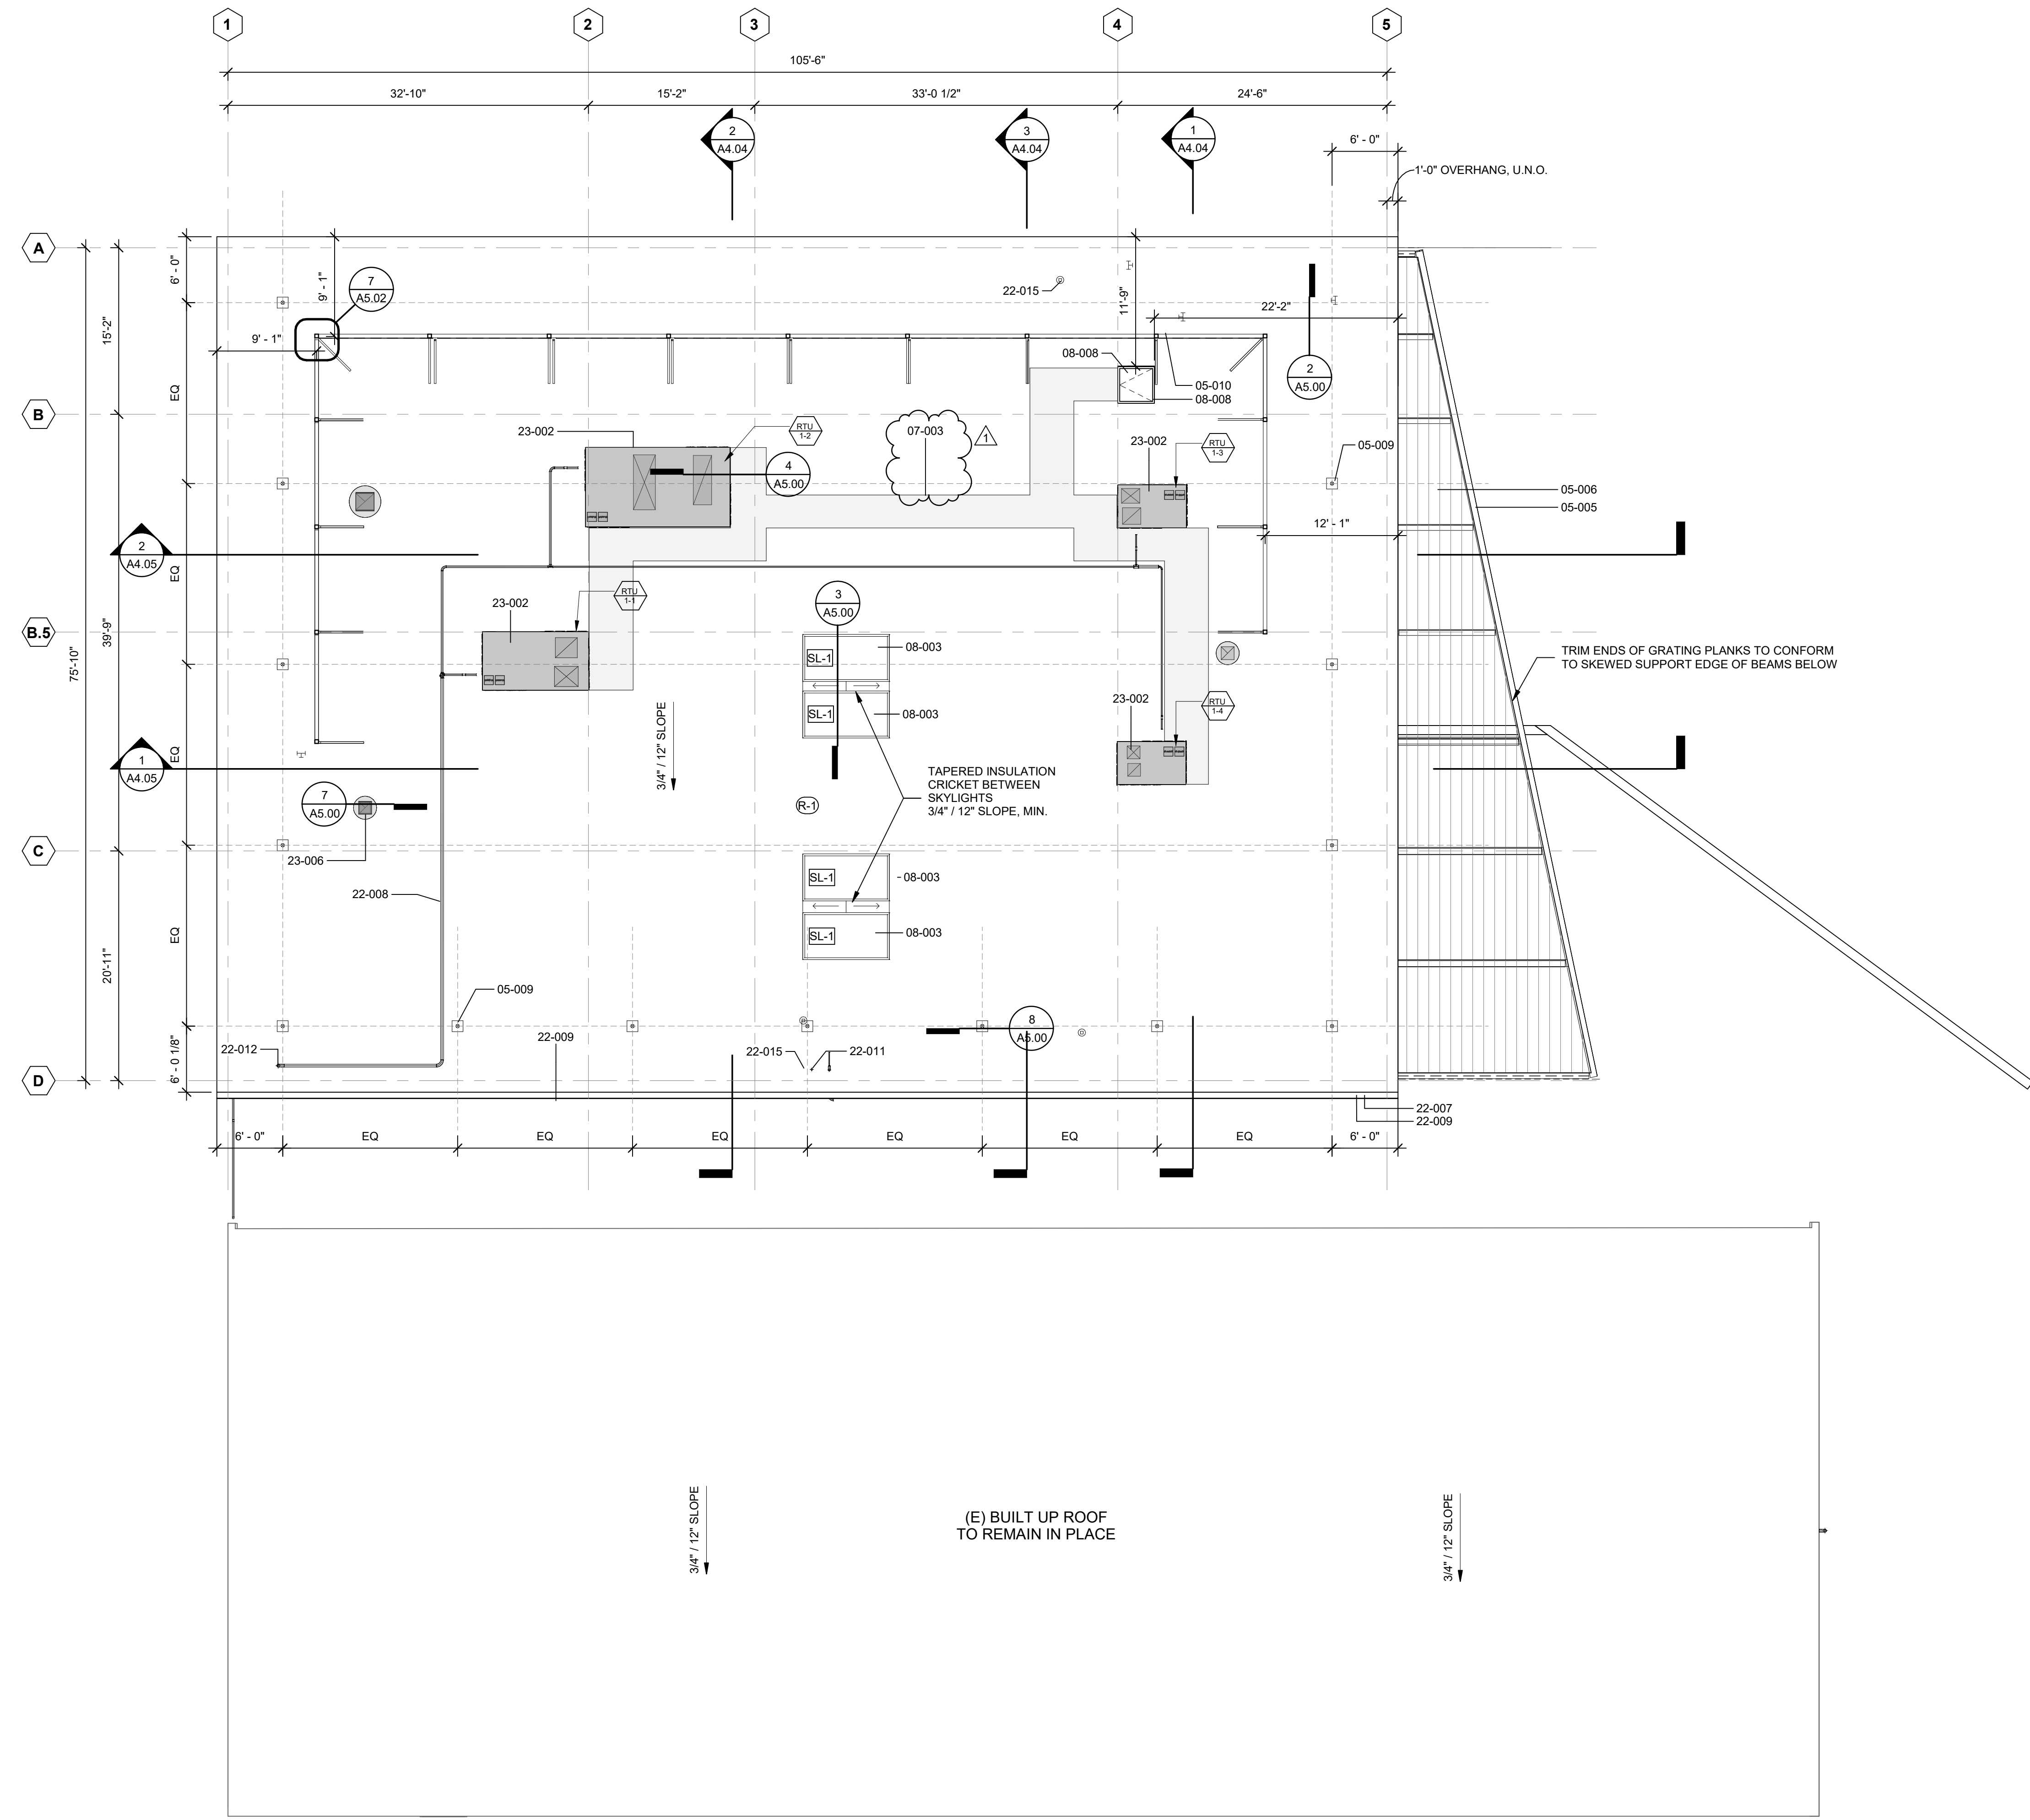 1
2
3
4
5
105'-6"
32'-10"
15'-2"
33'-0 1/2"
24'-6"
2
A4.04
3
A4.04
1
A4.04
6' - 0"
1'-0" OVERHANG, U.N.O.
A
6' - 0"
9' - 1"
7
A5.02
22-015
11'-9"
22'-2"
15'-2"
9' - 1"
08-008
2
A5.00
05-010
08-008
EQ
B
23-002
RTU
1-2
07-003
1
23-002
RTU
1-3
05-009
4
A5.00
05-006
05-005
12' - 1"
2
A4.05
EQ
23-002
RTU
1-1
3
A5.00
B.5
39'-9"
75'-10"
SL-1
08-003
TRIM ENDS OF GRATING PLANKS TO CONFORM
TO SKEWED SUPPORT EDGE OF BEAMS BELOW
23-002
RTU
1-4
SL-1
08-003
3/4" / 12" SLOPE
EQ
1
A4.05
TAPERED INSULATION
CRICKET BETWEEN
SKYLIGHTS
3/4" / 12" SLOPE, MIN.
7
A5.00
R-1
C
23-006
SL-1
08-003
22-008
EQ
SL-1
08-003
20'-11"
05-009
8
A5.00
22-012
22-009
22-015
22-011
6' - 0 1/8"
D
22-007
22-009
6' - 0"
EQ
EQ
EQ
EQ
EQ
EQ
6' - 0"
3/4" / 12" SLOPE
(E) BUILT UP ROOF
TO REMAIN IN PLACE
3/4" / 12" SLOPE